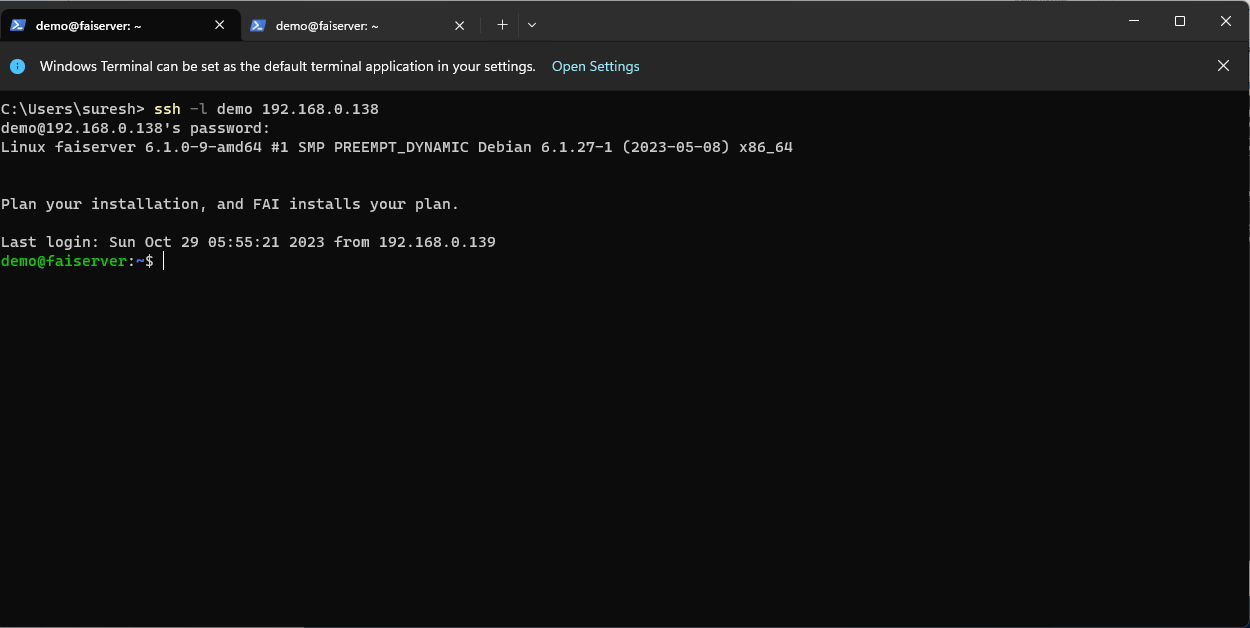 demo@faiserver: ~
demo@faiserver: ~
Windows Terminal can be set as the default terminal application in your settings. Open Settings
C:\Users\suresh> ssh -l demo 192.168.0.138
demo@192.168.0.138's password:
Linux faiserver 6.1.0-9-amd64 #1 SMP PREEMPT_DYNAMIC Debian 6.1.27-1 (2023-05-08) x86_64
Plan your installation, and FAI installs your plan.
Last login: Sun Oct 29 05:55:21 2023 from 192.168.0.139
demo@faiserver:~$